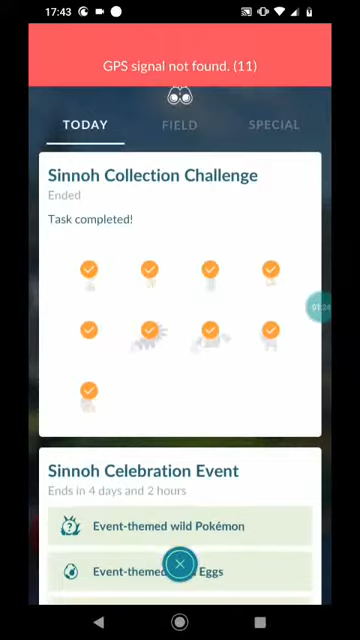 17:43
GPS signal not found. (11)
TODAY
FIELD
SPECIAL
Sinnoh Collection Challenge
Ended
Task completed!
Sinnoh Celebration Event
Ends in 4 days and 2 hours
Event-themed wild Pokémon
Event-themed Eggs